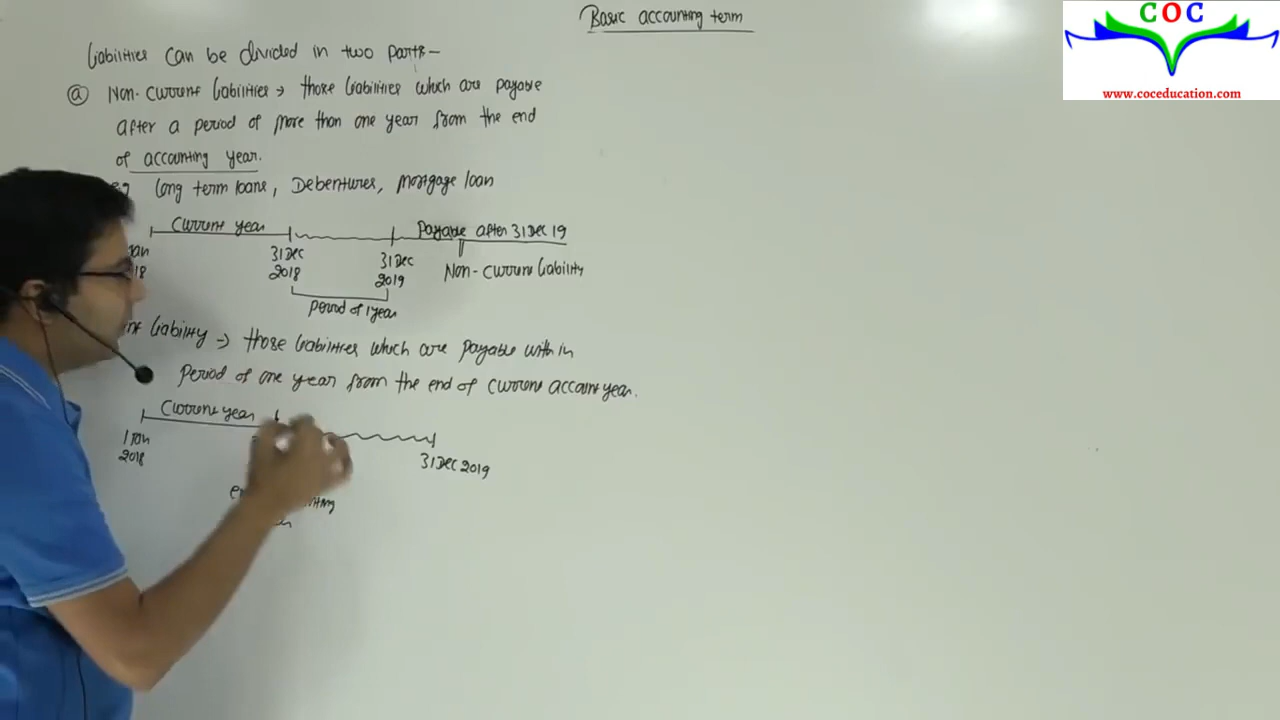 Basic accounting term
COC
www.coceducation.com
Liabilities can be divided in two parts -
(a) Non-current liabilities → those liabilities which are payable
after a period of more than one year from the end
of accounting year.
Long term loans, Debentures, Mortgage loan
Current year
Payable after 31 Dec 19
31 Dec
2018
31 Dec
2019
Non-current liability
Period of 1 year
liability → those liabilities which are payable with in
period of one year from the end of current account year.
Current year
1 Jan
2018
31 Dec 2019